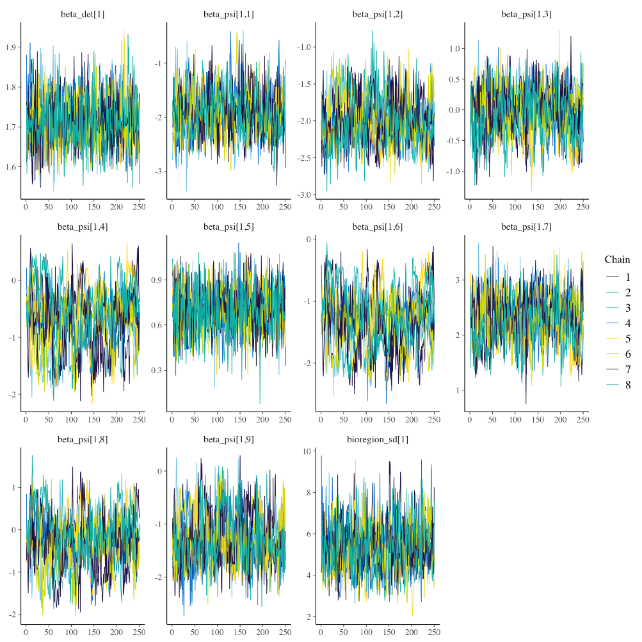 beta_det[1]
beta_psi[1,1]
beta_psi[1,2]
beta_psi[1,3]
1.9
1.8
1.7
1.6
-1
-2
-3
-1.0
-1.5
-2.0
-2.5
-3.0
1.0
0.5
0.0
-0.5
-1.0
0 50 100 150 200 250
0 50 100 150 200 250
0 50 100 150 200 250
0 50 100 150 200 250
beta_psi[1,4]
beta_psi[1,5]
beta_psi[1,6]
beta_psi[1,7]
0
-1
-2
0.9
0.6
0.3
0
-1
-2
3
2
1
0 50 100 150 200 250
0 50 100 150 200 250
0 50 100 150 200 250
0 50 100 150 200 250
Chain
1
2
3
4
5
6
7
8
beta_psi[1,8]
beta_psi[1,9]
bioregion_sd[1]
1
0
-1
-2
0
-1
-2
10
8
6
4
2
0 50 100 150 200 250
0 50 100 150 200 250
0 50 100 150 200 250